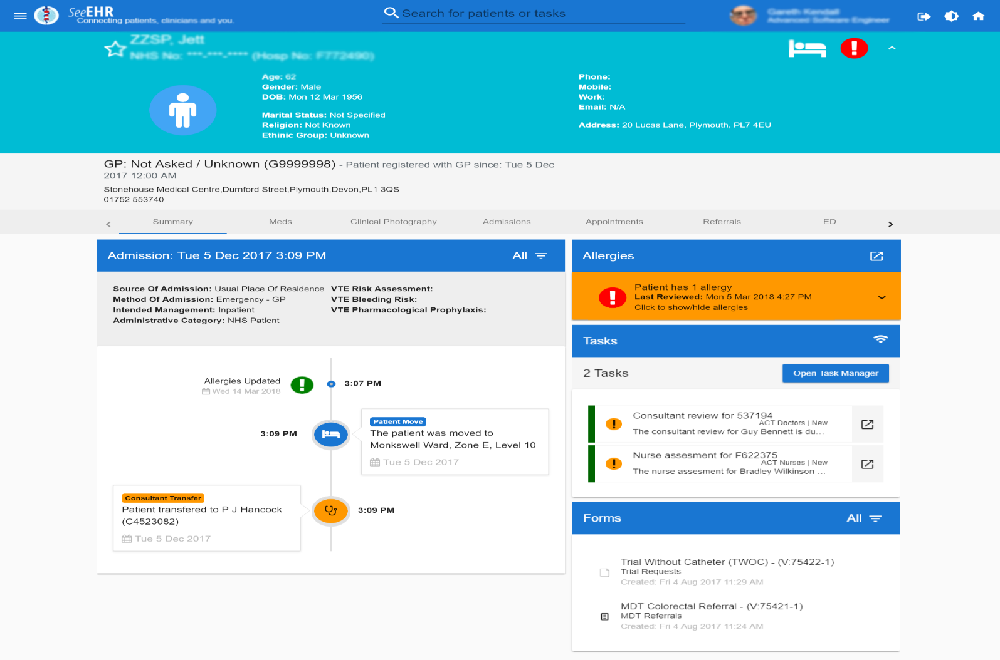 SeeEHR
Connecting patients, clinicians and you.
Search for patients or tasks
Gareth Kendall
Advanced Software Engineer
ZZSP, Jett
NHS No: ***-***-**** (Hosp No: F772490)
Age: 62
Gender: Male
DOB: Mon 12 Mar 1956
Marital Status: Not Specified
Religion: Not Known
Ethinic Group: Unknown
Phone:
Mobile:
Work:
Email: N/A
Address: 20 Lucas Lane, Plymouth, PL7 4EU
GP: Not Asked / Unknown (G9999998) - Patient registered with GP since: Tue 5 Dec
2017 12:00 AM
Stonehouse Medical Centre,Durnford Street,Plymouth,Devon,PL1 3QS
01752 553740
Summary
Meds
Clinical Photography
Admissions
Appointments
Referrals
ED
Admission: Tue 5 Dec 2017 3:09 PM
All
Source Of Admission: Usual Place Of Residence
Method Of Admission: Emergency - GP
Intended Management: Inpatient
Administrative Category: NHS Patient
VTE Risk Assessment:
VTE Bleeding Risk:
VTE Pharmacological Prophylaxis:
Allergies Updated
Wed 14 Mar 2018
3:07 PM
3:09 PM
Patient Move
The patient was moved to
Monkswell Ward, Zone E, Level 10
Tue 5 Dec 2017
Consultant Transfer
Patient transfered to P J Hancock
(C4523082)
Tue 5 Dec 2017
3:09 PM
Allergies
Patient has 1 allergy
Last Reviewed: Mon 5 Mar 2018 4:27 PM
Click to show/hide allergies
Tasks
2 Tasks
Open Task Manager
Consultant review for 537194
ACT Doctors | New
The consultant review for Guy Bennett is du...
Nurse assesment for F622375
ACT Nurses | New
The nurse assesment for Bradley Wilkinson ...
Forms
All
Trial Without Catheter (TWOC) - (V:75422-1)
Trial Requests
Created: Fri 4 Aug 2017 11:29 AM
MDT Colorectal Referral - (V:75421-1)
MDT Referrals
Created: Fri 4 Aug 2017 11:24 AM